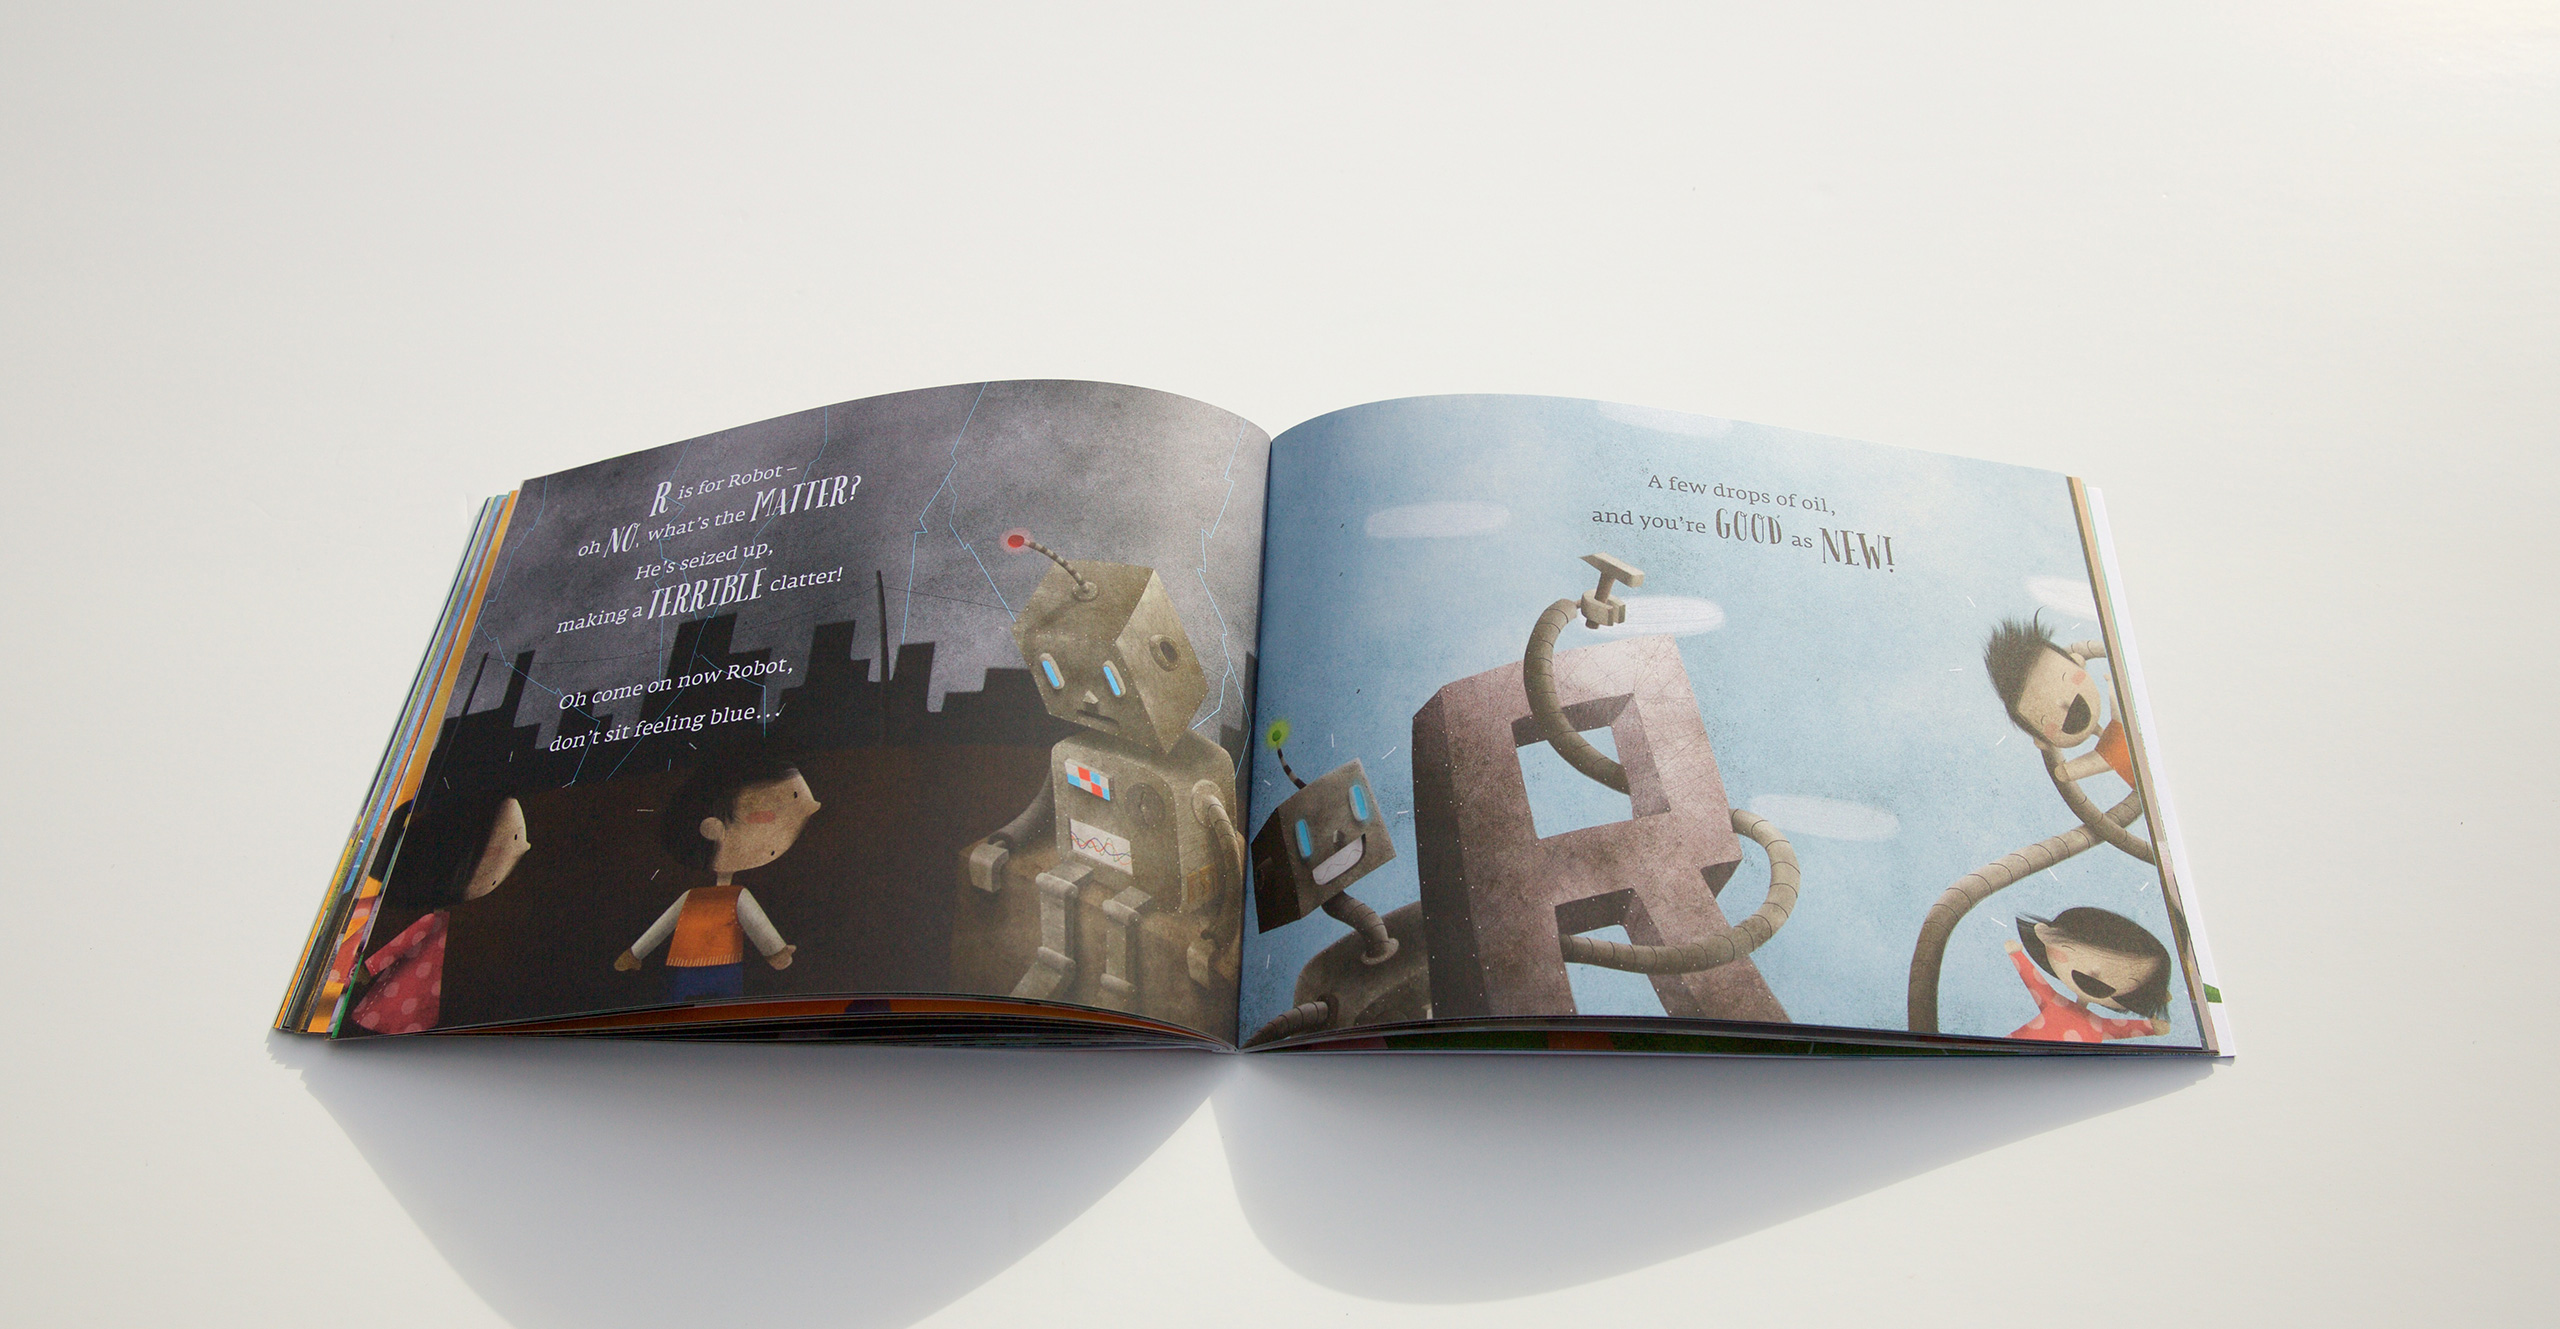 R is for Robot –
oh NO, what's the MATTER?
He's seized up,
making a TERRIBLE clatter!
Oh come on now Robot,
don't sit feeling blue...
A few drops of oil,
and you're GOOD as NEW!
R